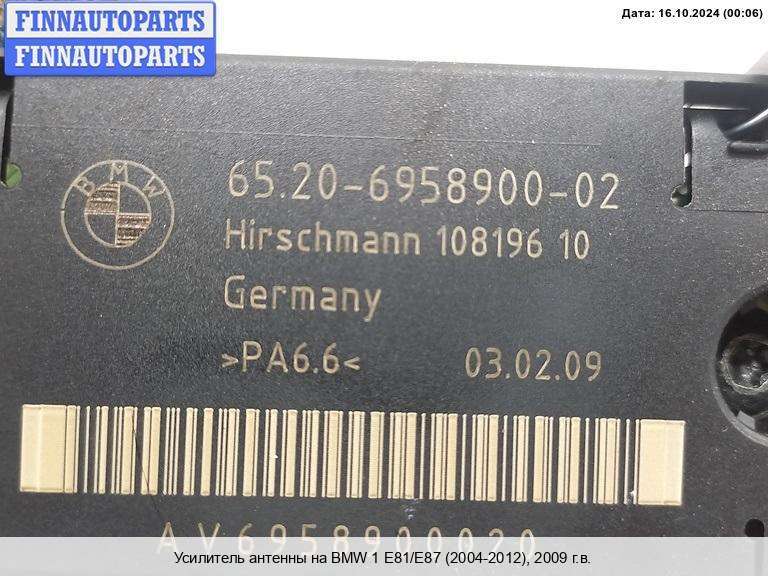 FINNAUTOPARTS
FINNAUTOPARTS
Дата: 16.10.2024 (00:06)
BMW
65.20-6958900-02
Hirschmann 108196 10
Germany
>PA6.6< 03.02.09
AV6958900020
Усилитель антенны на BMW 1 E81/E87 (2004-2012), 2009 г.в.